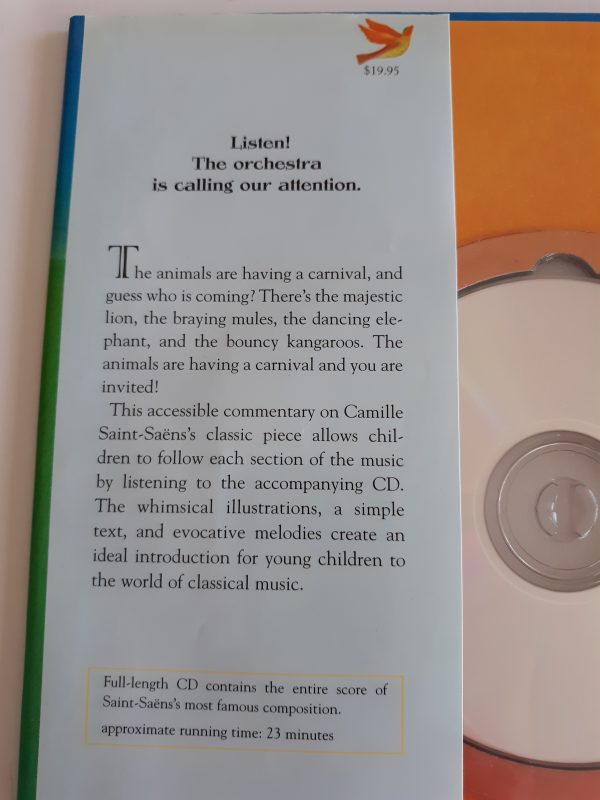 $19.95
Listen!
The orchestra
is calling our attention.
The animals are having a carnival, and
guess who is coming? There's the majestic
lion, the braying mules, the dancing ele-
phant, and the bouncy kangaroos. The
animals are having a carnival and you are
invited!
This accessible commentary on Camille
Saint-Saëns's classic piece allows chil-
dren to follow each section of the music
by listening to the accompanying CD.
The whimsical illustrations, a simple
text, and evocative melodies create an
ideal introduction for young children to
the world of classical music.
Full-length CD contains the entire score of
Saint-Saëns's most famous composition.
approximate running time: 23 minutes